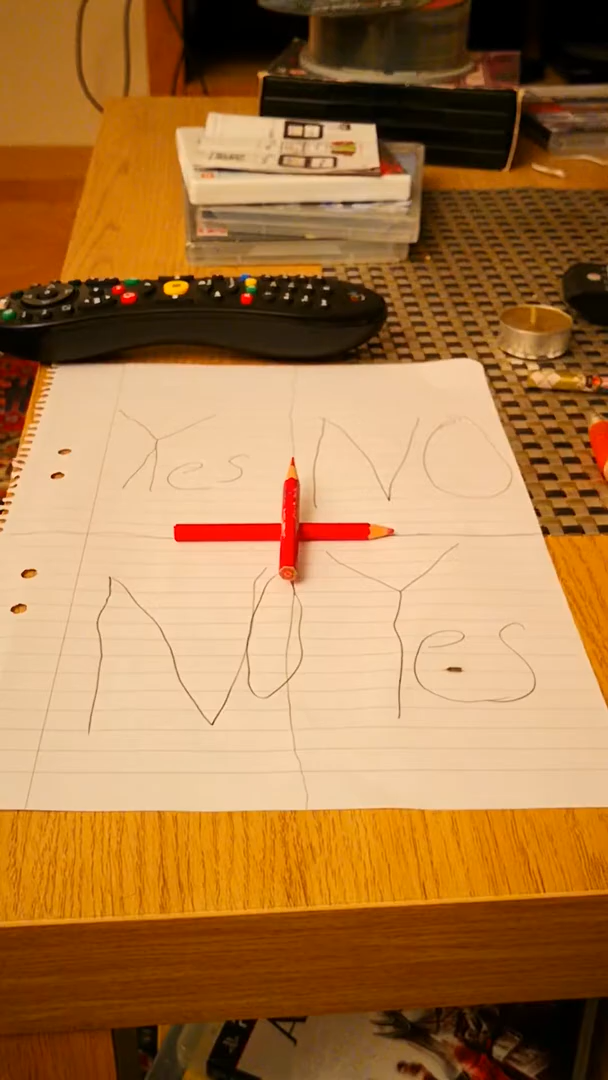 Yes NO
NO Yes